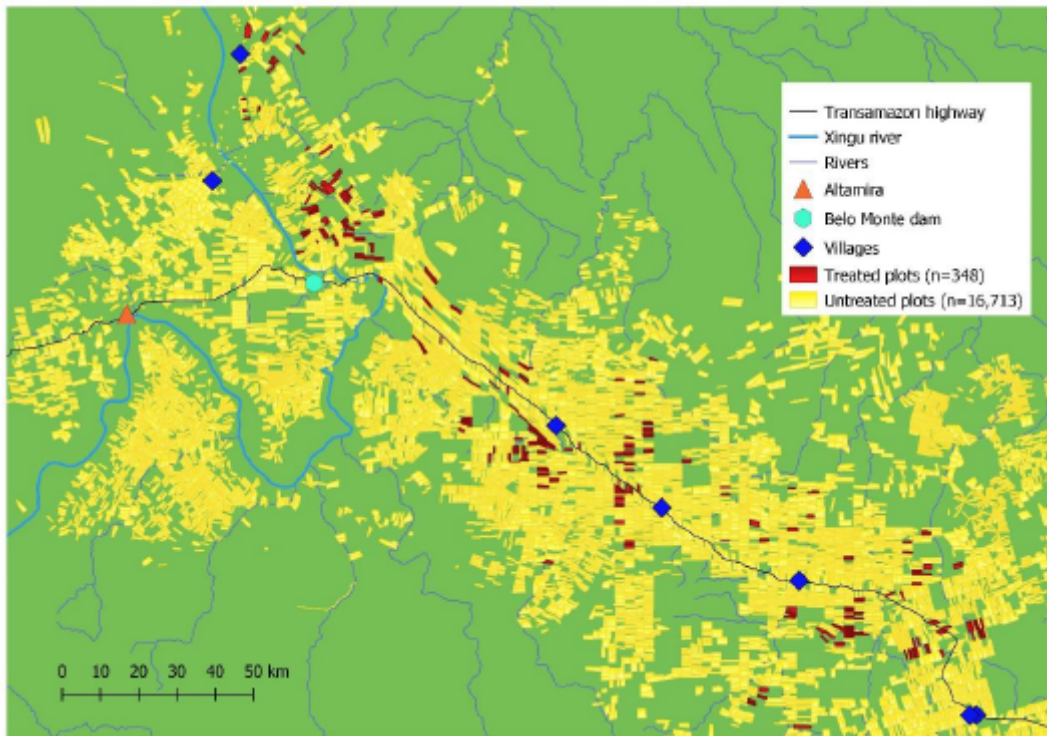 Transamazon highway
Xingu river
Rivers
Altamira
Belo Monte dam
Villages
Treated plots (n=348)
Untreated plots (n=16,713)
0 10 20 30 40 50 km